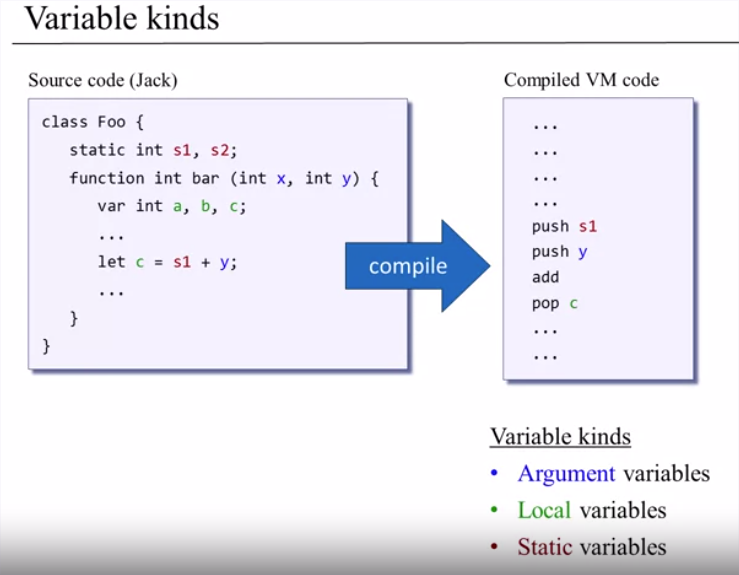 Variable kinds
Source code (Jack)
class Foo {
static int s1, s2;
function int bar (int x, int y) {
var int a, b, c;
...
let c = s1 + y;
...
}
}
compile
Compiled VM code
...
...
...
...
push s1
push y
add
pop c
...
...
Variable kinds
• Argument variables
• Local variables
• Static variables